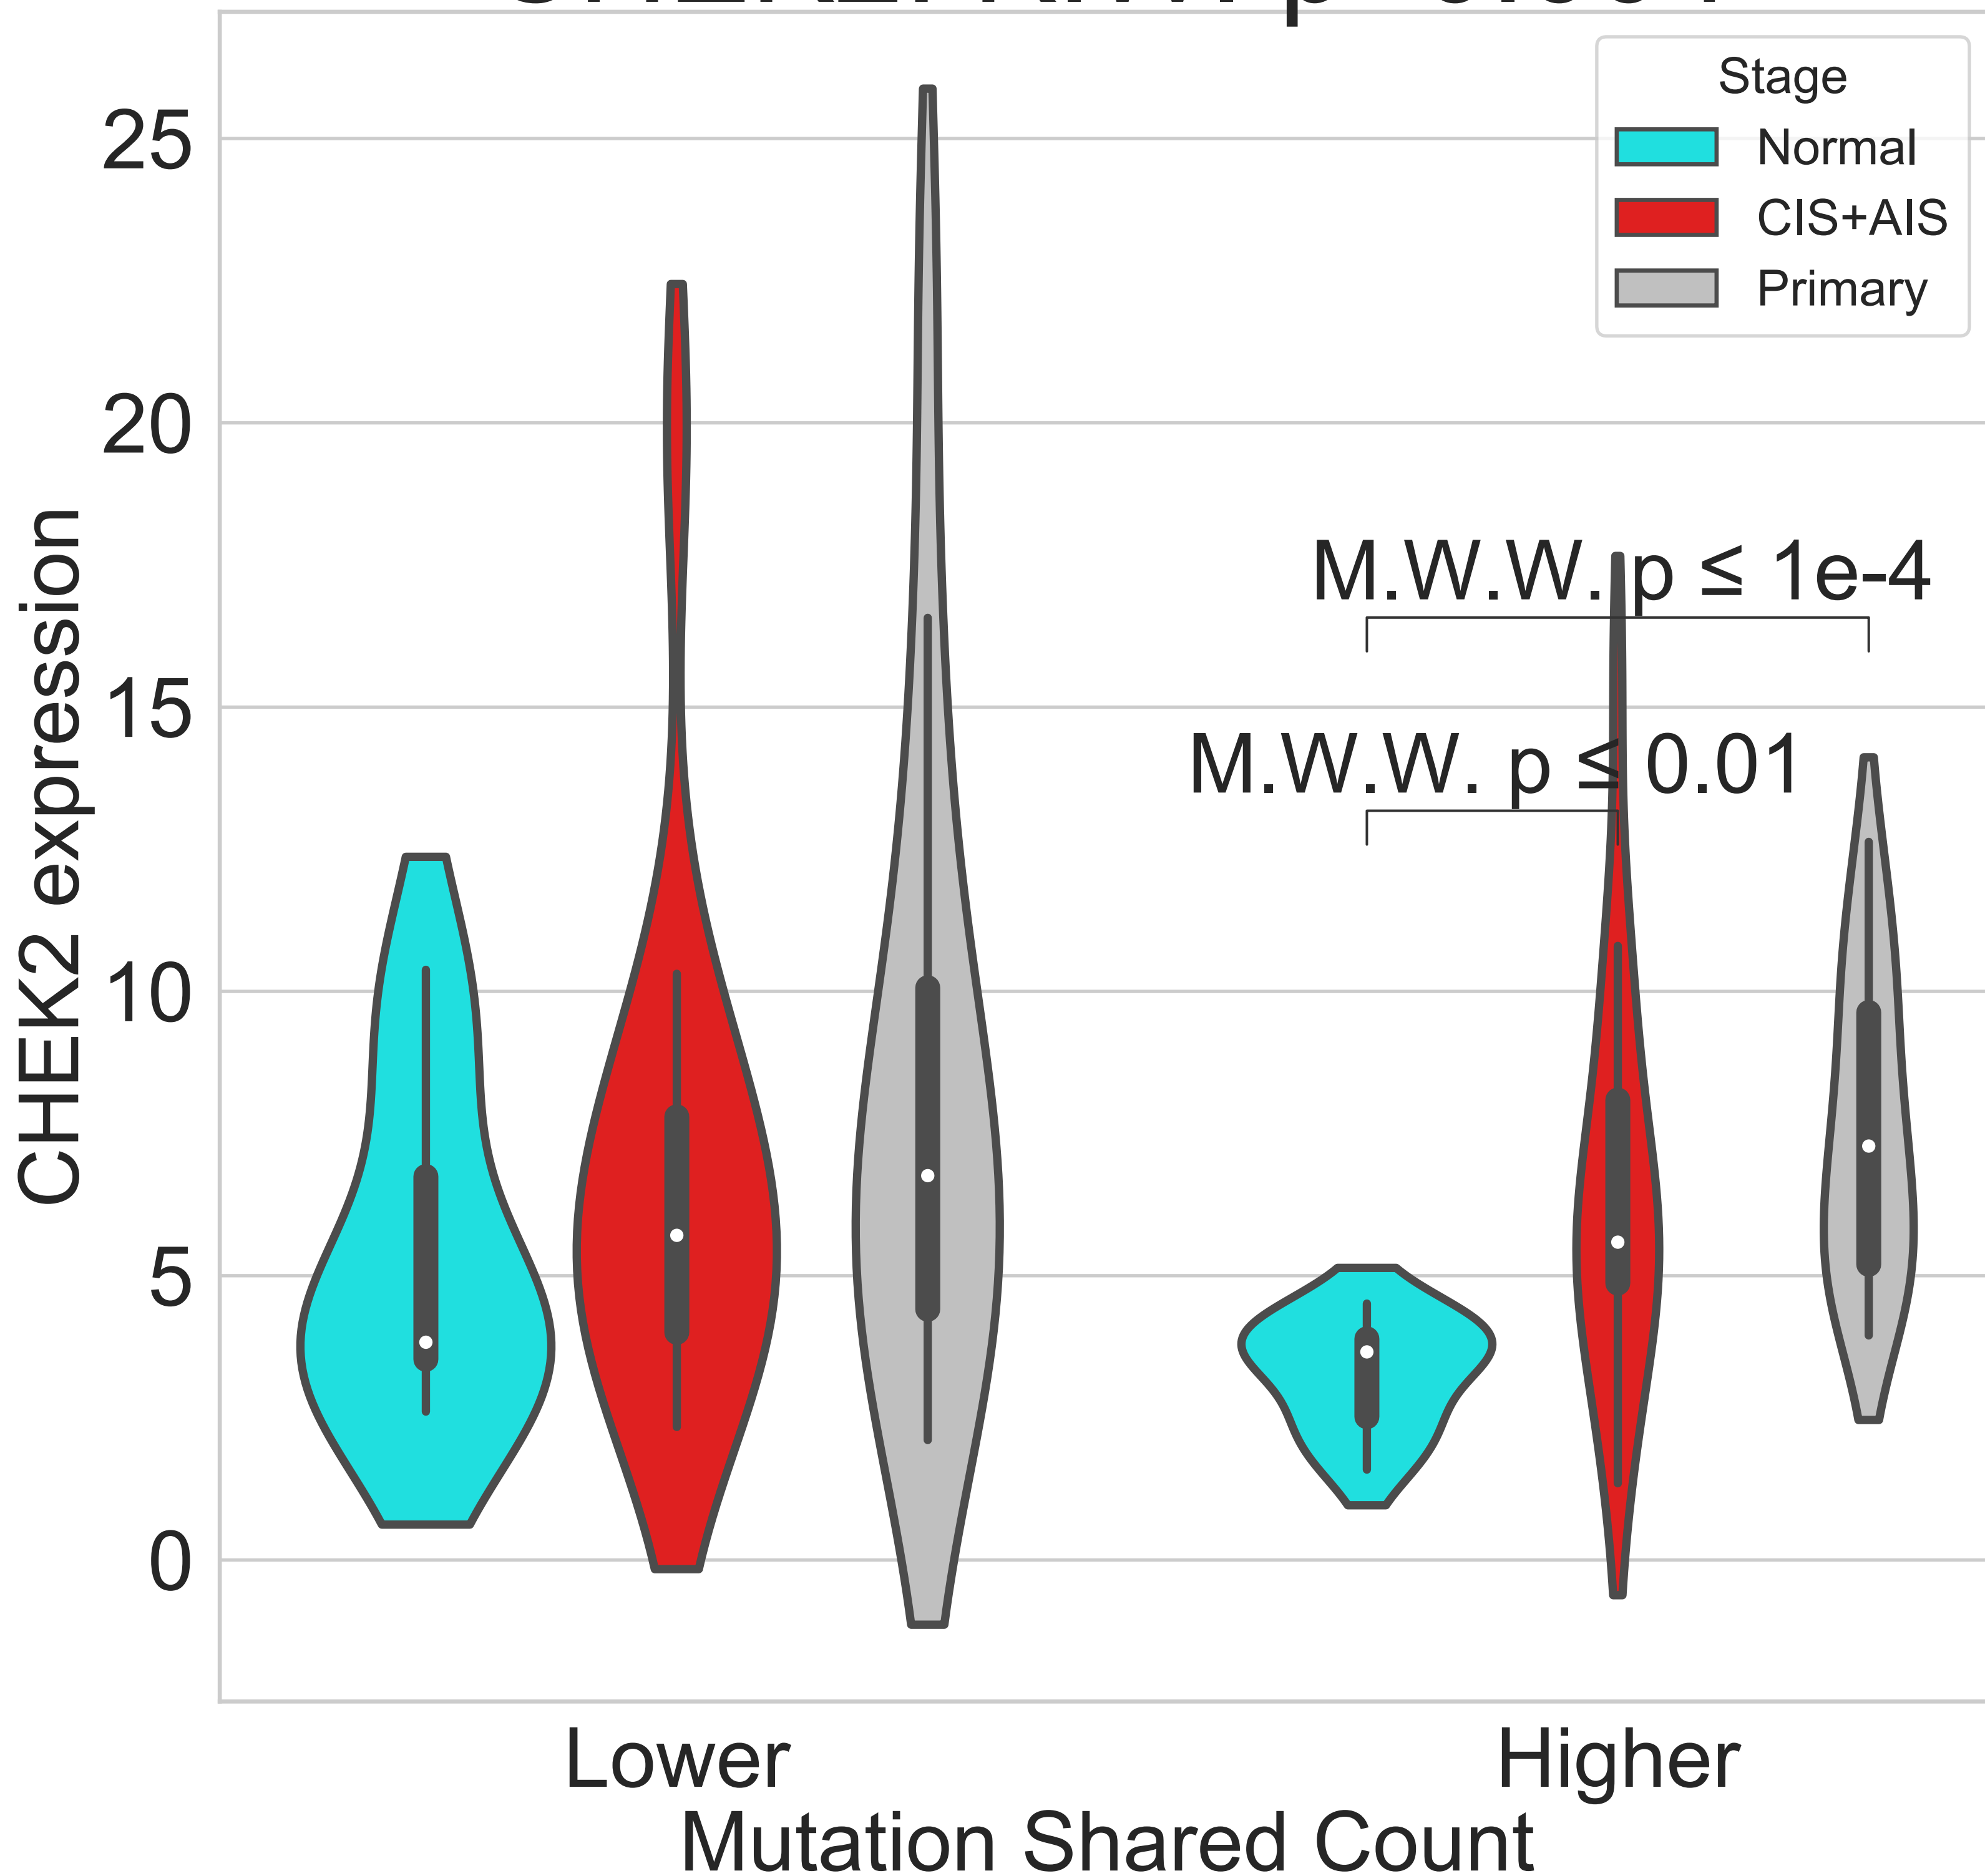 Stage
Normal
CIS+AIS
Primary
25
20
15
10
5
0
CHEK2 expression
M.W.W. p ≤ 1e-4
M.W.W. p ≤ 0.01
Lower
Higher
Mutation Shared Count